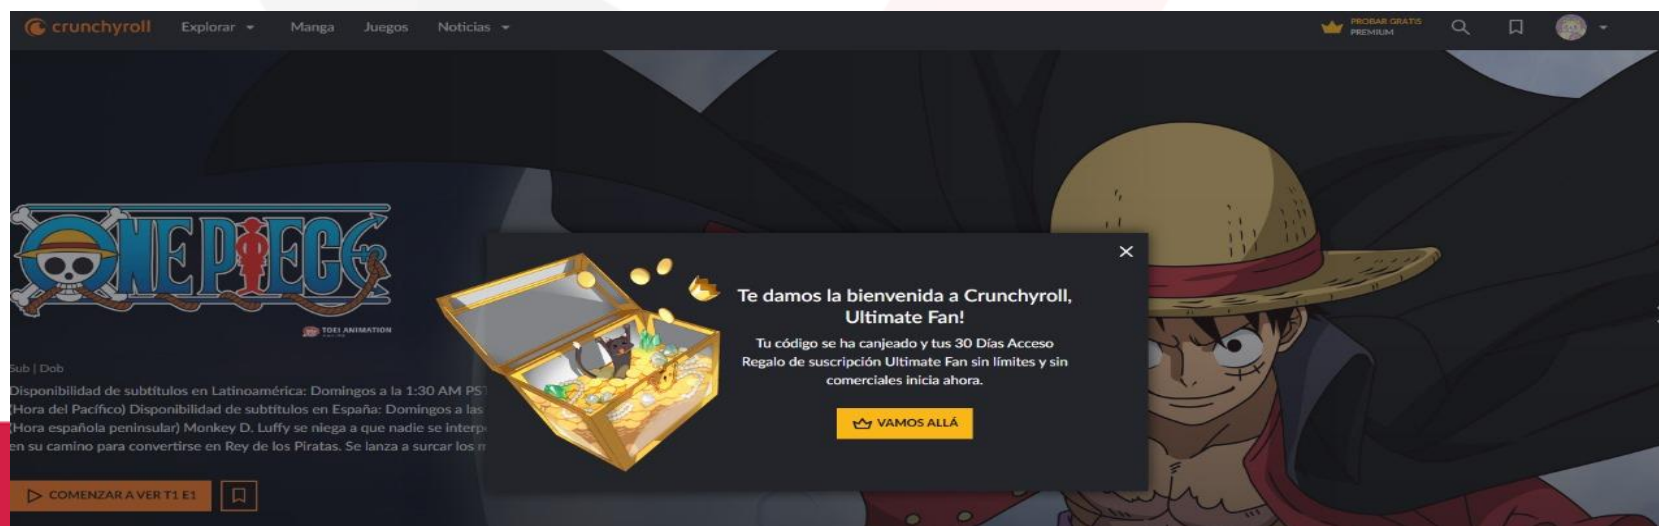 crunchyroll Explorar Manga Juegos Noticias PROBAR GRATIS
PREMIUM
ONE PIECE
TOEI ANIMATION
Sub | Dob
Disponibilidad de subtítulos en Latinoamérica: Domingos a la 1:30 AM PST
(Hora del Pacífico) Disponibilidad de subtítulos en España: Domingos a las
(Hora española peninsular) Monkey D. Luffy se niega a que nadie se interp
en su camino para convertirse en Rey de los Piratas. Se lanza a surcar los
COMENZAR A VER T1 E1
Te damos la bienvenida a Crunchyroll,
Ultimate Fan!
Tu código se ha canjeado y tus 30 Días Acceso
Regalo de suscripción Ultimate Fan sin límites y sin
comerciales inicia ahora.
VAMOS ALLÁ